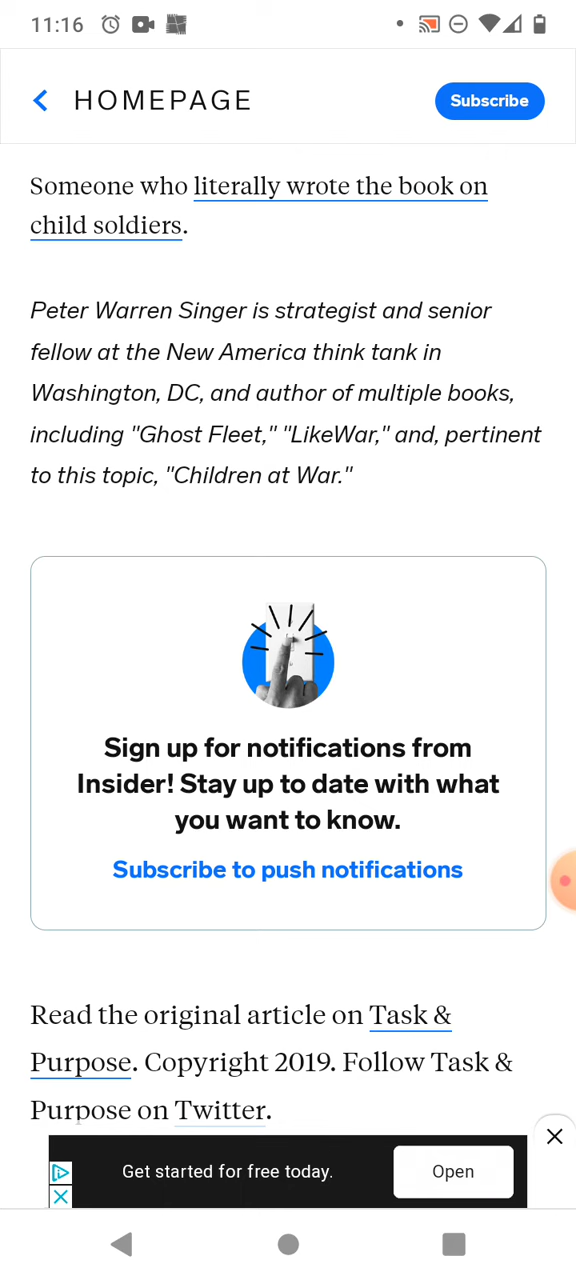 11:16
HOMEPAGE
Subscribe
Someone who literally wrote the book on
child soldiers.
Peter Warren Singer is strategist and senior
fellow at the New America think tank in
Washington, DC, and author of multiple books,
including "Ghost Fleet," "LikeWar," and, pertinent
to this topic, "Children at War."
Sign up for notifications from
Insider! Stay up to date with what
you want to know.
Subscribe to push notifications
Read the original article on Task &
Purpose. Copyright 2019. Follow Task &
Purpose on Twitter.
Get started for free today.
Open